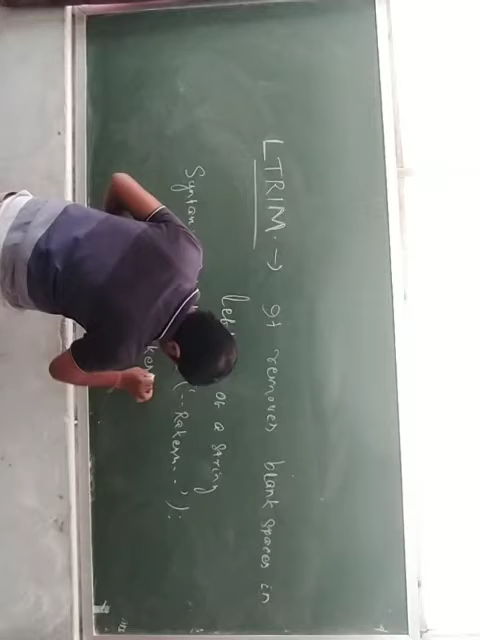 LTRIM. → It removes blank spaces in
Left of a string
Syntax ('--Rakesh--');